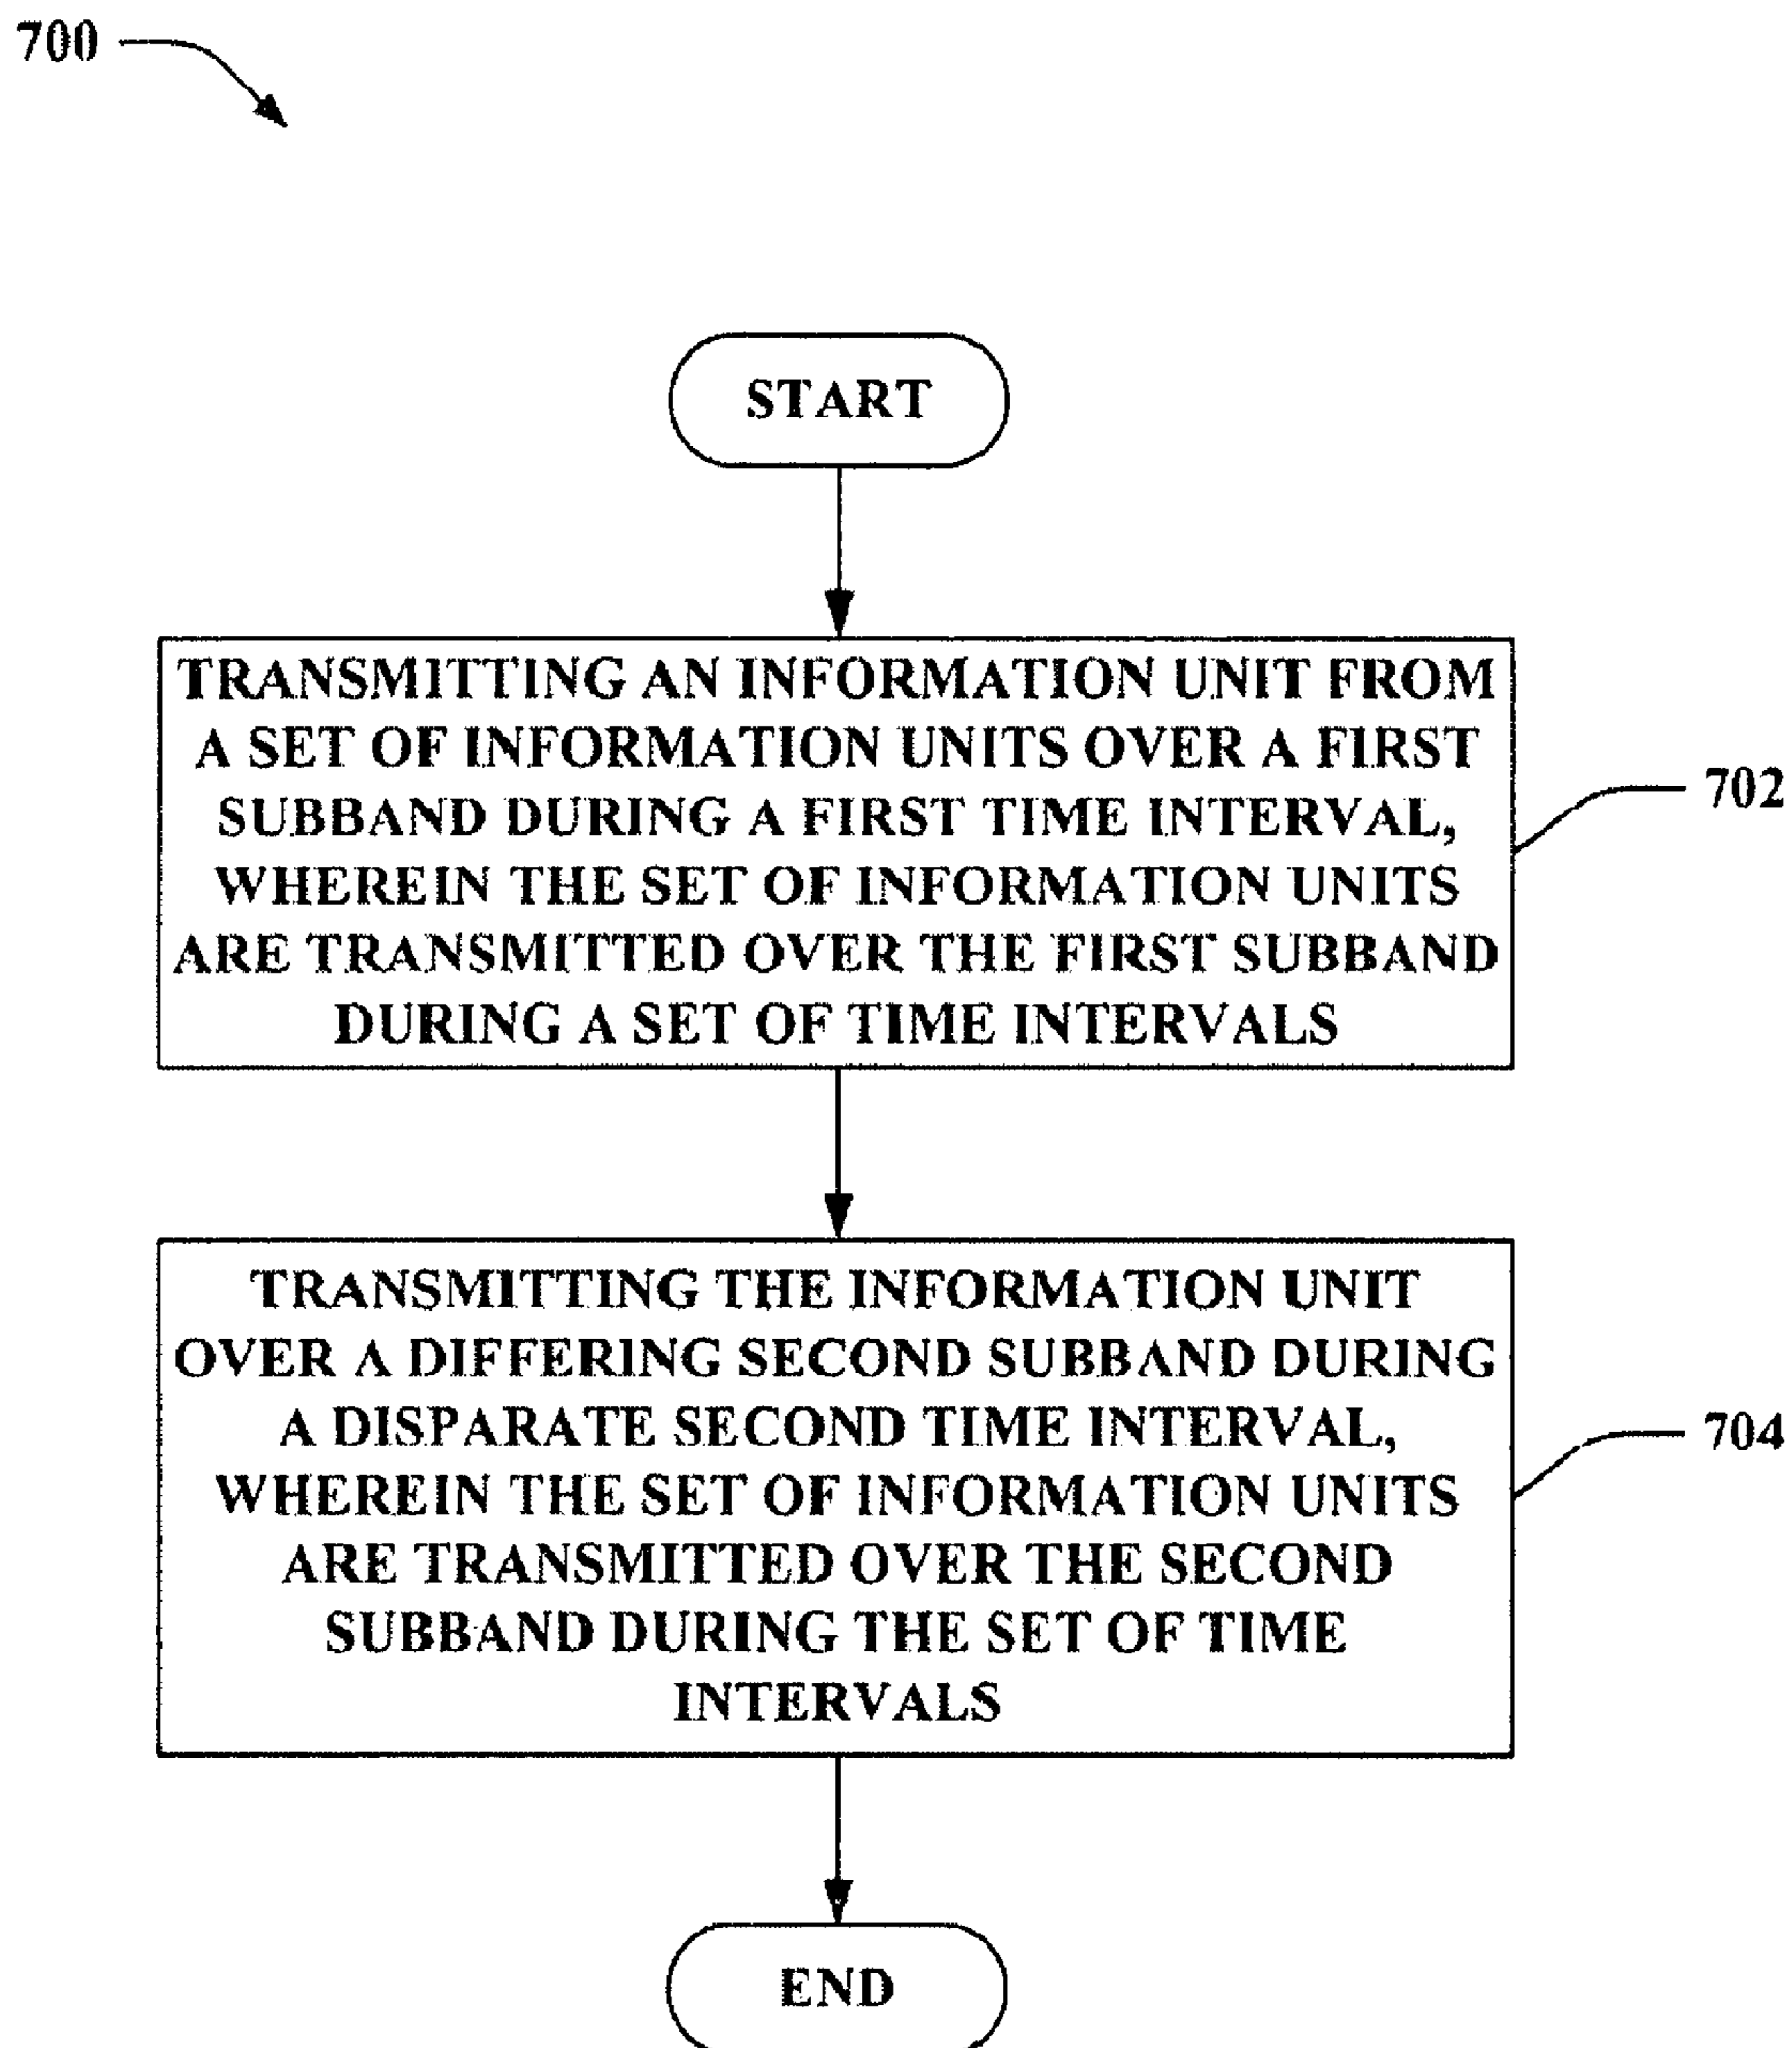 700
START
TRANSMITTING AN INFORMATION UNIT FROM
A SET OF INFORMATION UNITS OVER A FIRST
SUBBAND DURING A FIRST TIME INTERVAL,
WHEREIN THE SET OF INFORMATION UNITS
ARE TRANSMITTED OVER THE FIRST SUBBAND
DURING A SET OF TIME INTERVALS
702
TRANSMITTING THE INFORMATION UNIT
OVER A DIFFERING SECOND SUBBAND DURING
A DISPARATE SECOND TIME INTERVAL,
WHEREIN THE SET OF INFORMATION UNITS
ARE TRANSMITTED OVER THE SECOND
SUBBAND DURING THE SET OF TIME
INTERVALS
704
END